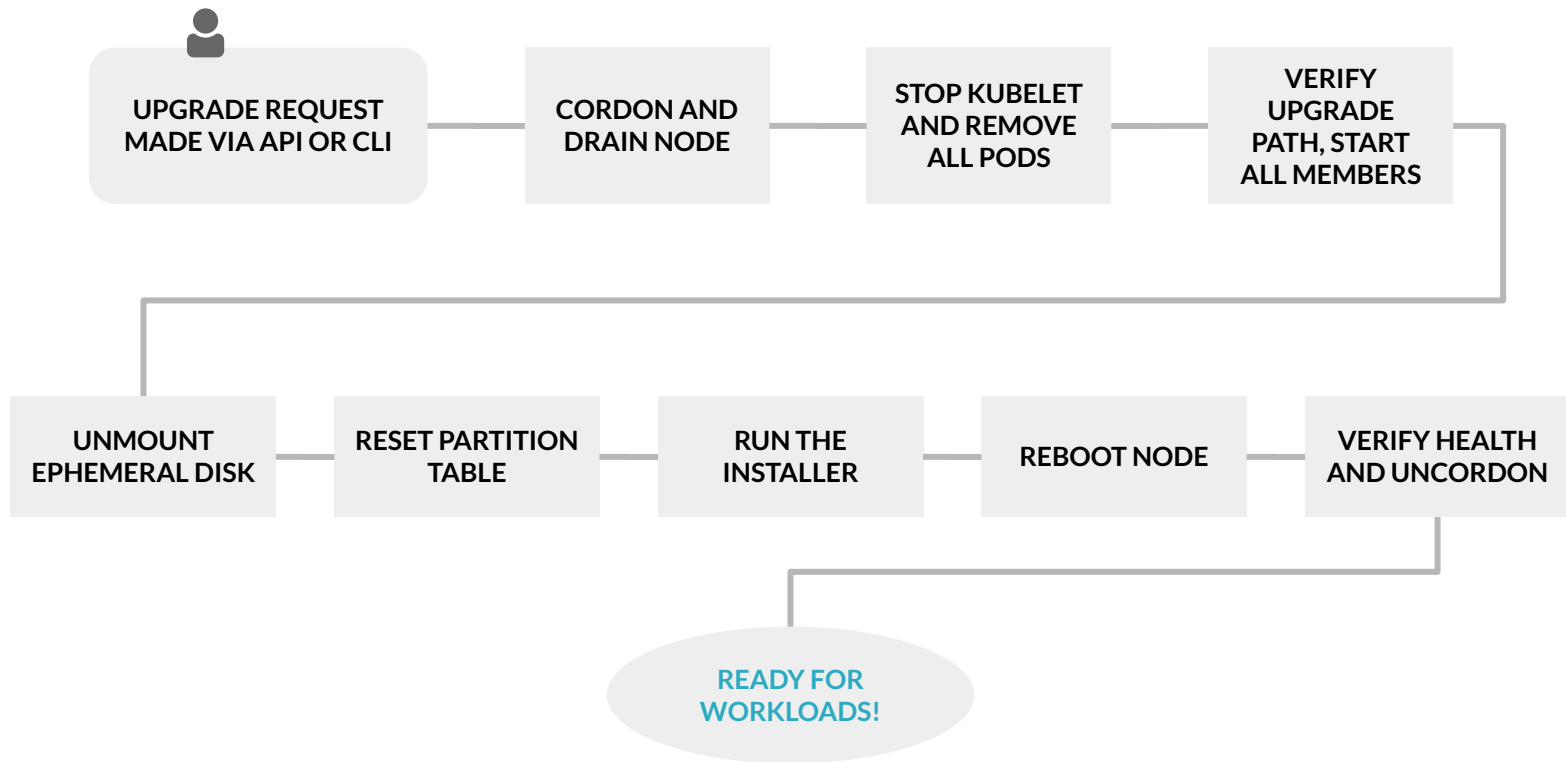 UPGRADE REQUEST
MADE VIA API OR CLI
CORDON AND
DRAIN NODE
STOP KUBELET
AND REMOVE
ALL PODS
VERIFY
UPGRADE
PATH, START
ALL MEMBERS
UNMOUNT
EPHEMERAL DISK
RESET PARTITION
TABLE
RUN THE
INSTALLER
REBOOT NODE
VERIFY HEALTH
AND UNCORDON
READY FOR
WORKLOADS!